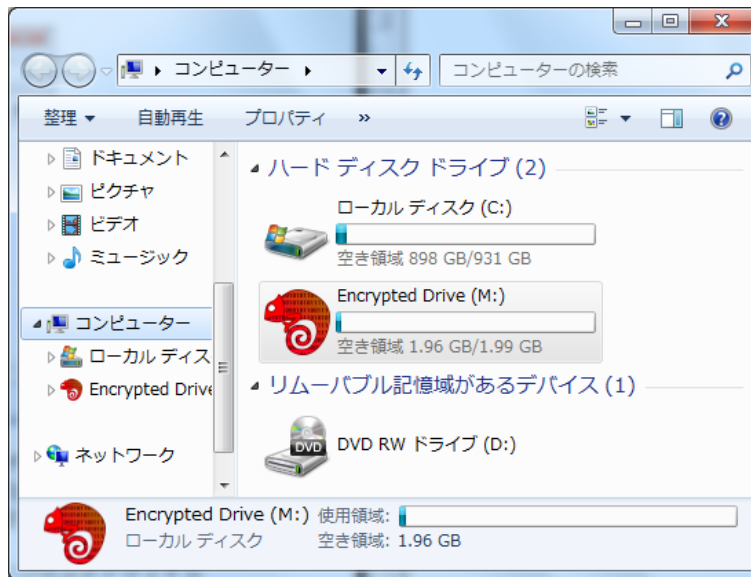 コンピューター
コンピューターの検索
整理 自動再生 プロパティ »
ドキュメント
ピクチャ
ビデオ
ミュージック
コンピューター
ローカル ディス
Encrypted Drive
ネットワーク
ハード ディスク ドライブ (2)
ローカル ディスク (C:)
空き領域 898 GB/931 GB
Encrypted Drive (M:)
空き領域 1.96 GB/1.99 GB
リムーバブル記憶域があるデバイス (1)
DVD
DVD RW ドライブ (D:)
Encrypted Drive (M:) 使用領域:
ローカル ディスク 空き領域: 1.96 GB